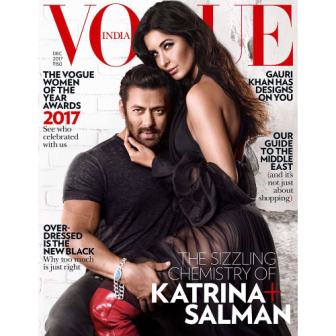 VOGUE
INDIA
DEC
2017
₹150
THE VOGUE
WOMEN
OF THE
YEAR
AWARDS
2017
See who
celebrated
with us
GAURI
KHAN HAS
DESIGNS
ON YOU
OUR
GUIDE TO
THE MIDDLE
EAST
(and it's
not just
about
shopping)
OVER-
DRESSED
IS THE
NEW BLACK
Why too much
is just right
THE SIZZLING
CHEMISTRY OF
KATRINA+
SALMAN